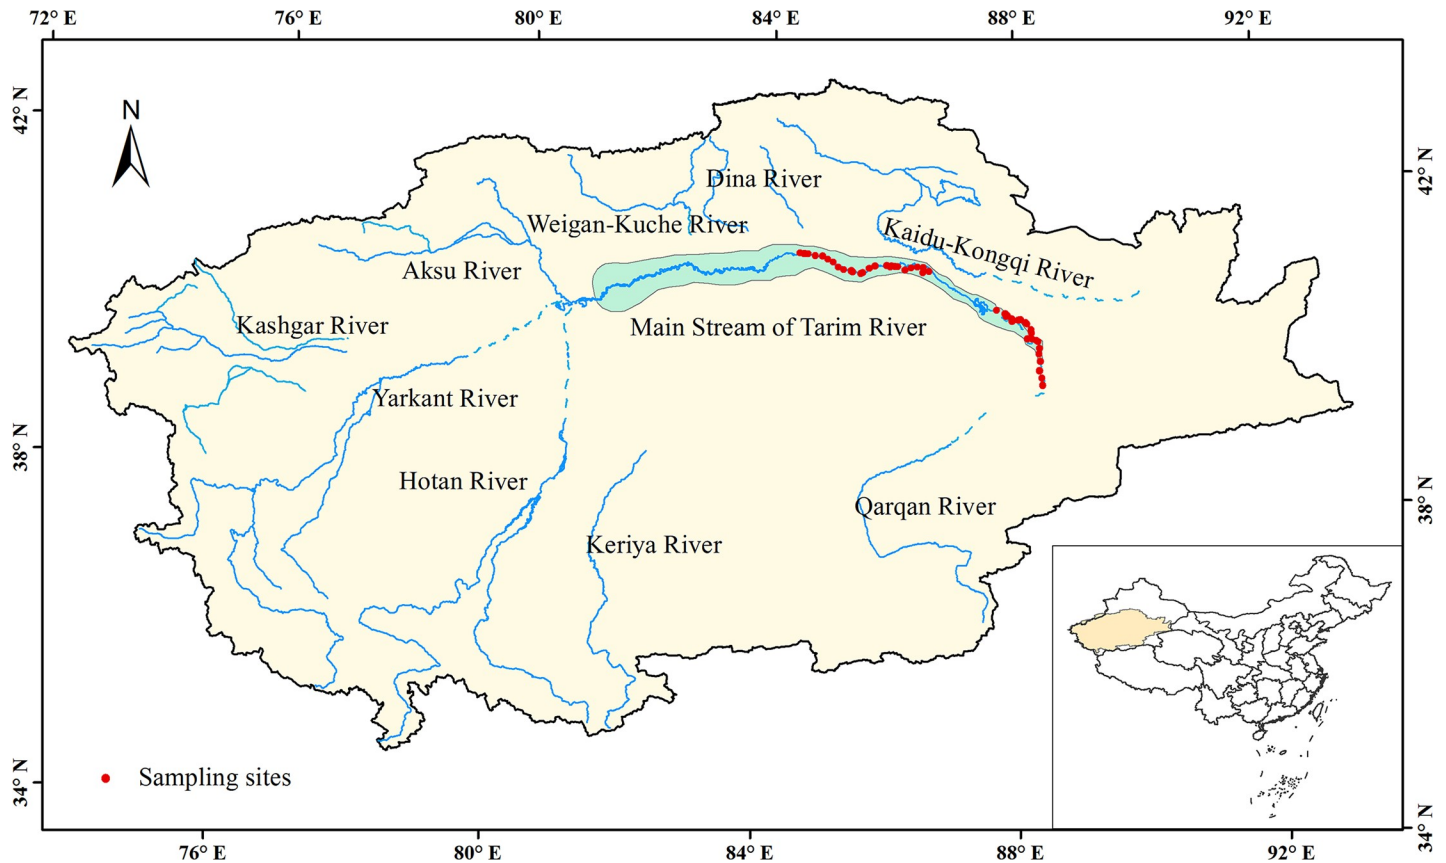 72° E 76° E 80° E 84° E 88° E 92° E
N
42° N
42° N
Dina River
Weigan-Kuche River
Kaidu-Kongqi River
Aksu River
Kashgar River
Main Stream of Tarim River
Yarkant River
38° N
Hotan River
38° N
Qarqan River
Keriya River
34° N
Sampling sites
34° N
76° E 80° E 84° E 88° E 92° E